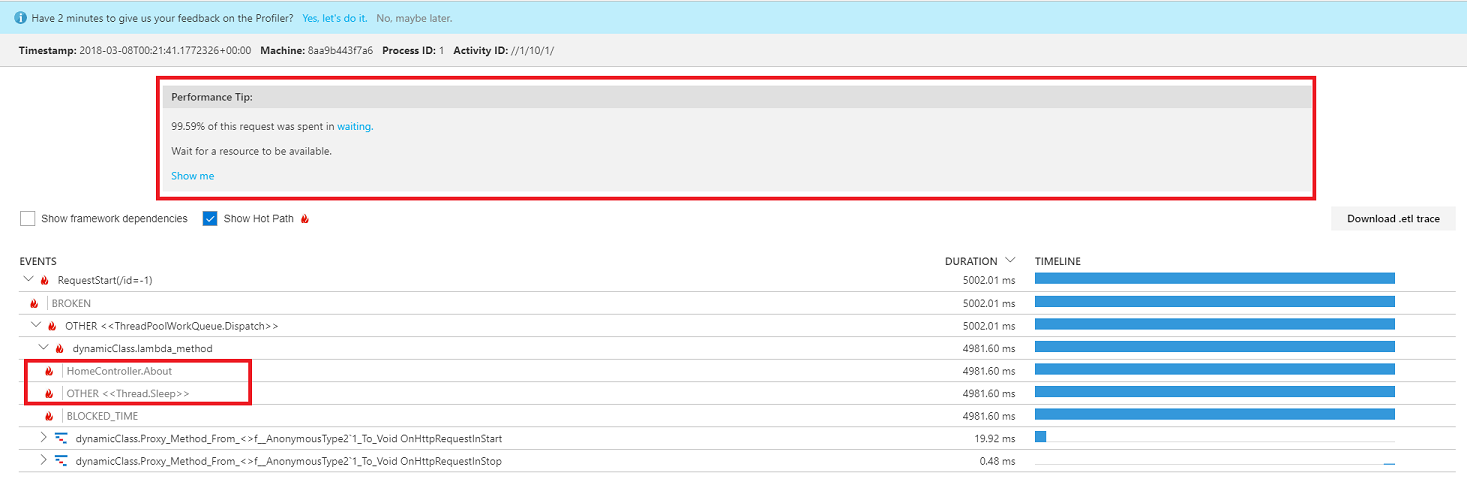 Have 2 minutes to give us your feedback on the Profiler? Yes, let's do it. No, maybe later.
Timestamp: 2018-03-08T00:21:41.1772326+00:00 Machine: 8aa9b443f7a6 Process ID: 1 Activity ID: //1/10/1/
Performance Tip:
99.59% of this request was spent in waiting.
Wait for a resource to be available.
Show me
Show framework dependencies Show Hot Path Download .etl trace
EVENTS DURATION TIMELINE
RequestStart(/id=-1) 5002.01 ms
BROKEN 5002.01 ms
OTHER <<ThreadPoolWorkQueue.Dispatch>> 5002.01 ms
dynamicClass.lambda_method 4981.60 ms
HomeController.About 4981.60 ms
OTHER <<Thread.Sleep>> 4981.60 ms
BLOCKED_TIME 4981.60 ms
dynamicClass.Proxy_Method_From_<>f__AnonymousType2`1_To_Void OnHttpRequestInStart 19.92 ms
dynamicClass.Proxy_Method_From_<>f__AnonymousType2`1_To_Void OnHttpRequestInStop 0.48 ms